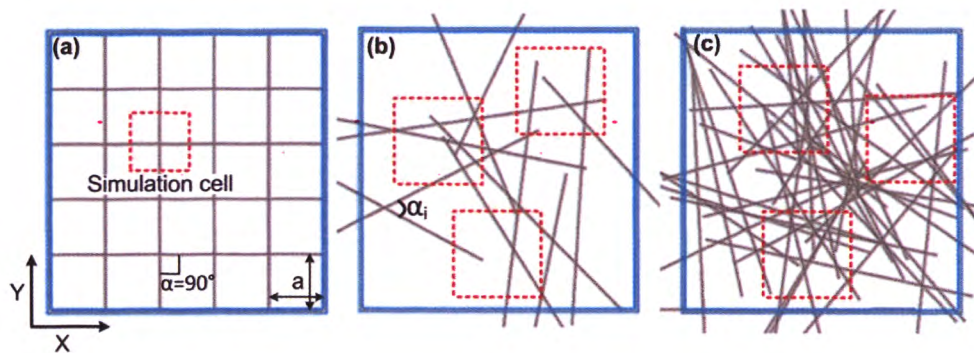 (a)
(b)
(c)
Simulation cell
αi
α=90°
a
Y
X